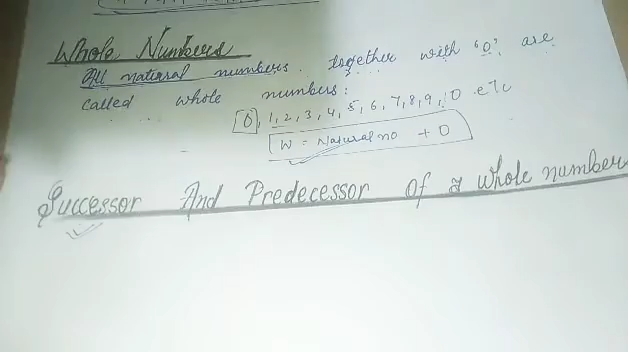 Whole Numbers
All natural numbers. together with '0' are
called whole numbers:
0, 1, 2, 3, 4, 5, 6, 7, 8, 9, 10 etc
W = Natural no + 0
Successor And Predecessor Of a whole number